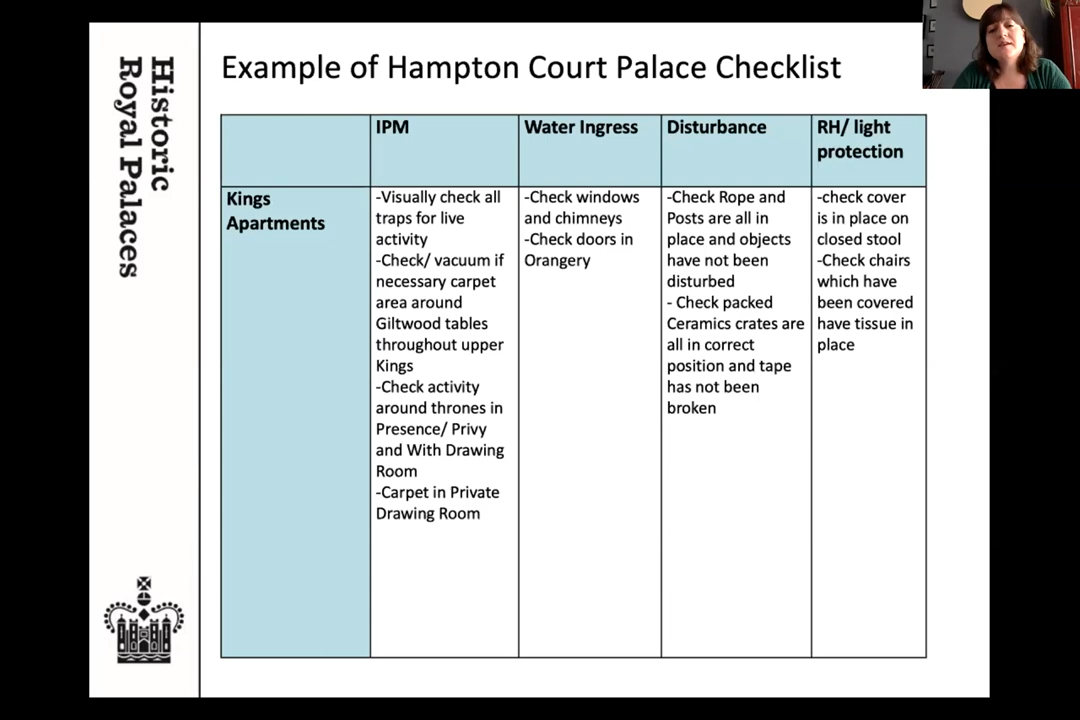 Historic
Royal Palaces
Example of Hampton Court Palace Checklist
IPM
Water Ingress
Disturbance
RH/ light
protection
Kings
Apartments
-Visually check all
traps for live
activity
-Check/ vacuum if
necessary carpet
area around
Giltwood tables
throughout upper
Kings
-Check activity
around thrones in
Presence/ Privy
and With Drawing
Room
-Carpet in Private
Drawing Room
-Check windows
and chimneys
-Check doors in
Orangery
-Check Rope and
Posts are all in
place and objects
have not been
disturbed
- Check packed
Ceramics crates are
all in correct
position and tape
has not been
broken
-check cover
is in place on
closed stool
-Check chairs
which have
been covered
have tissue in
place